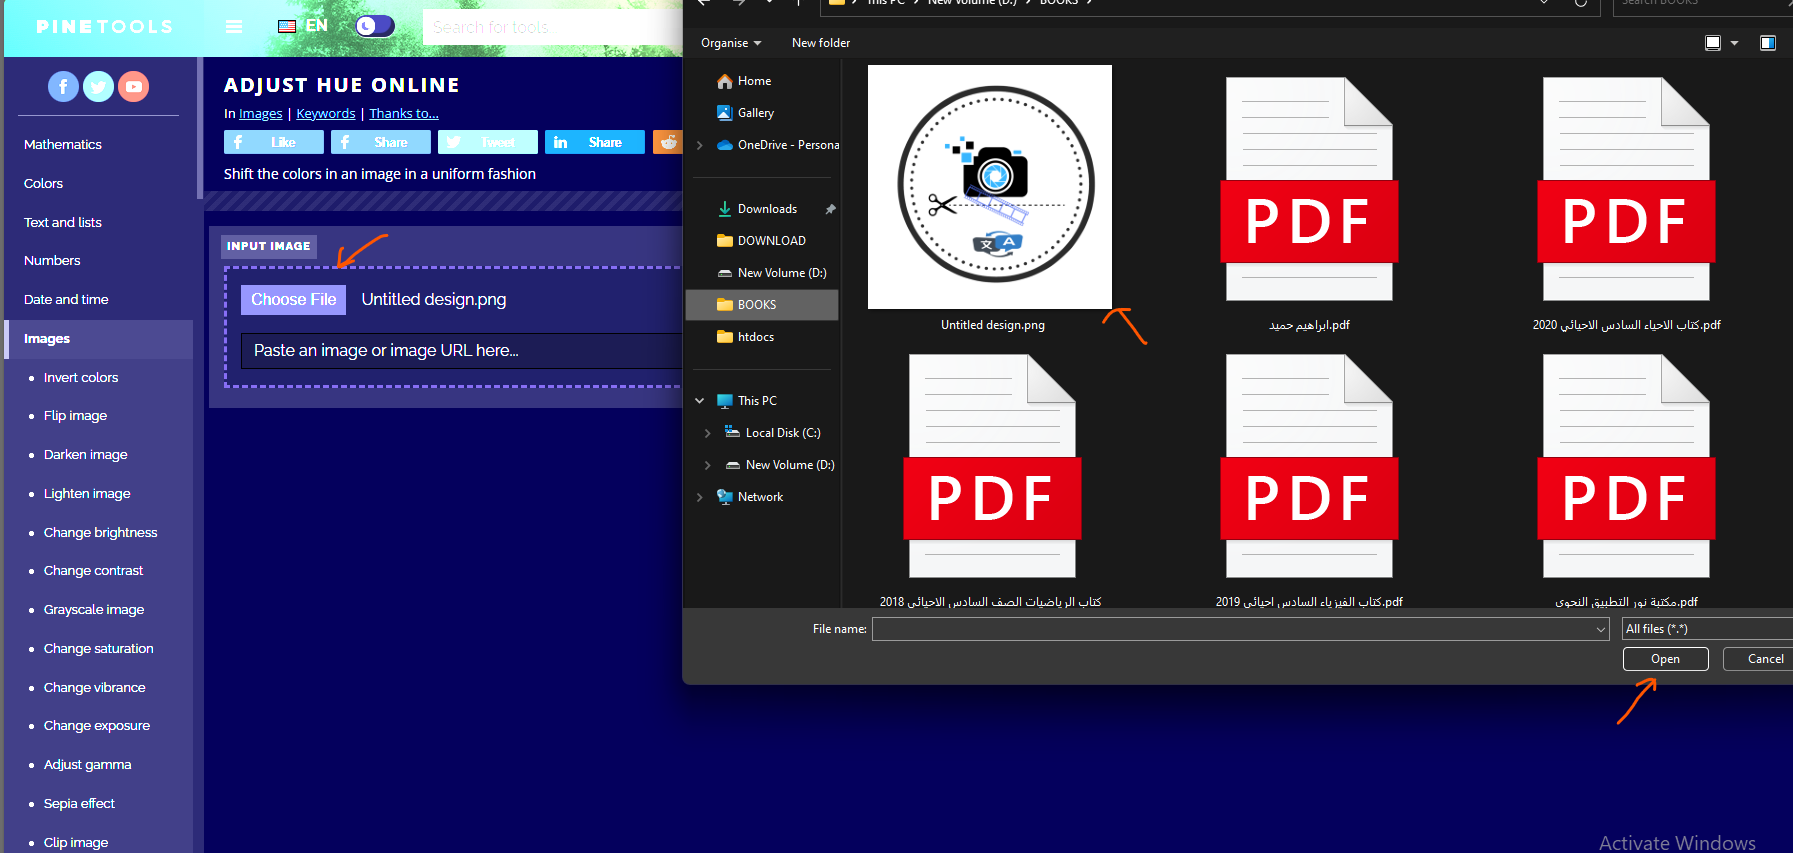 PINETOOLS
EN
Search for tools...
Mathematics
Colors
Text and lists
Numbers
Date and time
Images
Invert colors
Flip image
Darken image
Lighten image
Change brightness
Change contrast
Grayscale image
Change saturation
Change vibrance
Change exposure
Adjust gamma
Sepia effect
Clip image
ADJUST HUE ONLINE
In Images | Keywords | Thanks to...
Like
Share
Tweet
Share
Shift the colors in an image in a uniform fashion
INPUT IMAGE
Choose File Untitled design.png
Paste an image or image URL here...
This PC New Volume (D:) BOOKS
Search BOOKS
Organise New folder
Home
Gallery
OneDrive - Persona
Downloads
DOWNLOAD
New Volume (D:)
BOOKS
htdocs
This PC
Local Disk (C:)
New Volume (D:)
Network
文 A
PDF
PDF
Untitled design.png
ابراهيم حميد.pdf
كتاب الاحياء السادس الاحيائي 2020.pdf
PDF
PDF
PDF
كتاب الرياضيات الصف السادس الاحيائي 2018
كتاب الفيزياء السادس احيائي 2019.pdf
مكتبة نور التطبيق النحوي.pdf
File name:
All files (*.*)
Open
Cancel
Activate Windows